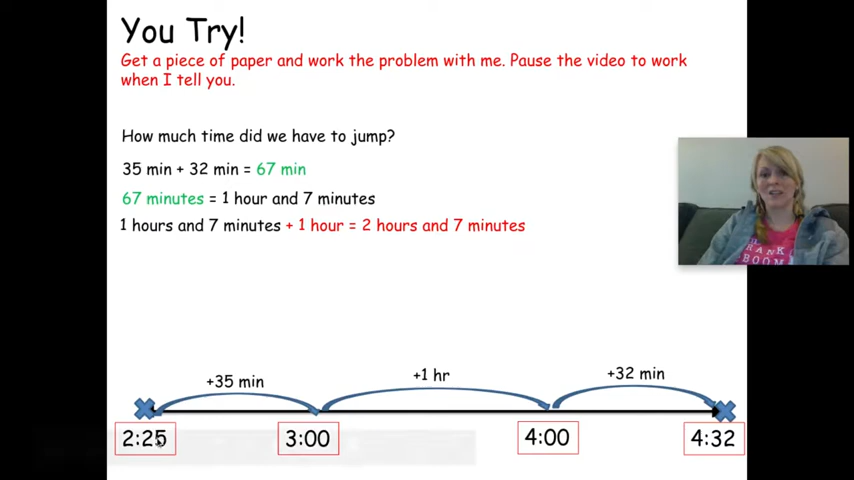 You Try!
Get a piece of paper and work the problem with me. Pause the video to work
when I tell you.
How much time did we have to jump?
35 min + 32 min = 67 min
67 minutes = 1 hour and 7 minutes
1 hours and 7 minutes + 1 hour = 2 hours and 7 minutes
RANK
BOOM
+35 min
+1 hr
+32 min
2:25
3:00
4:00
4:32